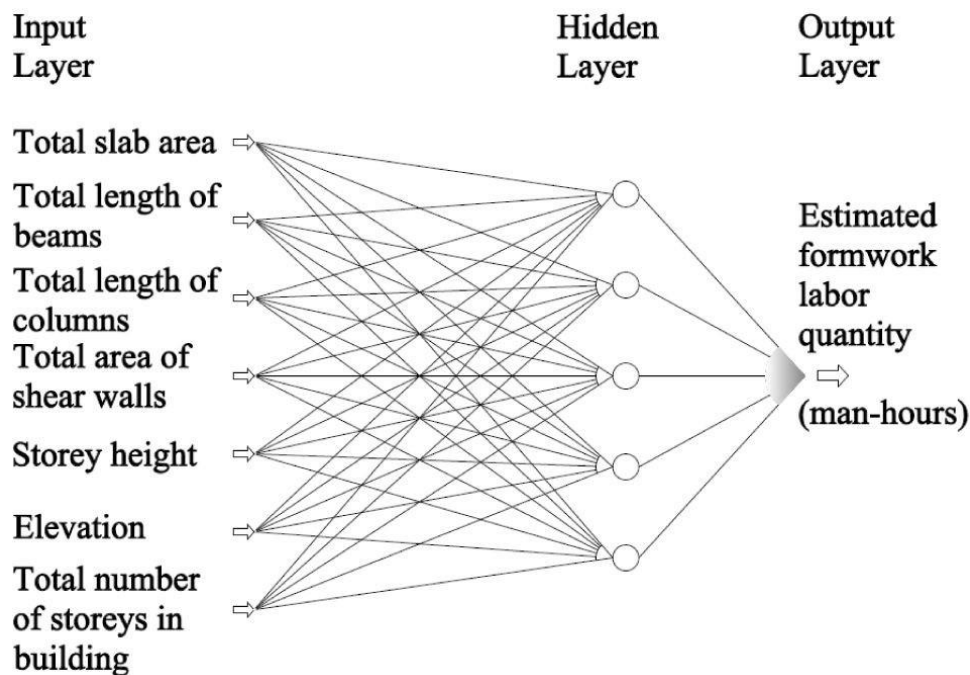 Input
Layer
Hidden
Layer
Output
Layer
Total slab area
Total length of
beams
Total length of
columns
Total area of
shear walls
Storey height
Elevation
Total number
of storeys in
building
Estimated
formwork
labor
quantity
(man-hours)